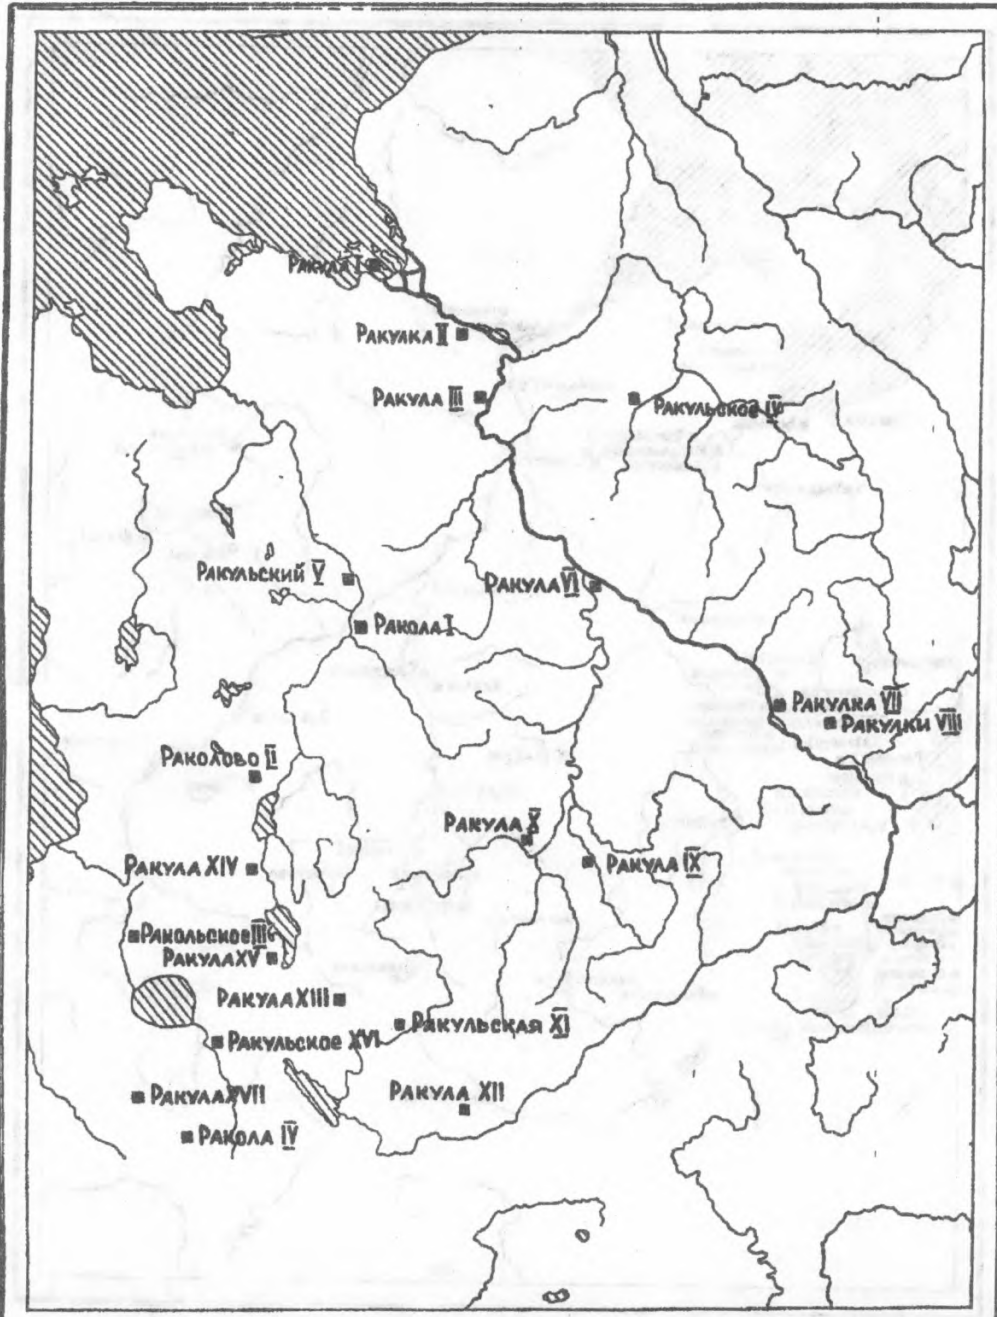 РАКУЛА I
РАКУЛКА II
РАКУЛА III
РАКУЛЬСКОЕ IV
РАКУЛЬСКИЙ V
РАКУЛА VI
РАКОЛА I
РАКУЛКА VII
РАКУЛКИ VIII
РАКОЛОВО II
РАКУЛА X
РАКУЛА IX
РАКУЛА XIV
РАКОЛЬСКОЕ III
РАКУЛА XV
РАКУЛА XIII
РАКУЛЬСКАЯ XI
РАКУЛЬСКОЕ XVI
РАКУЛА XVII
РАКУЛА XII
РАКОЛА IV